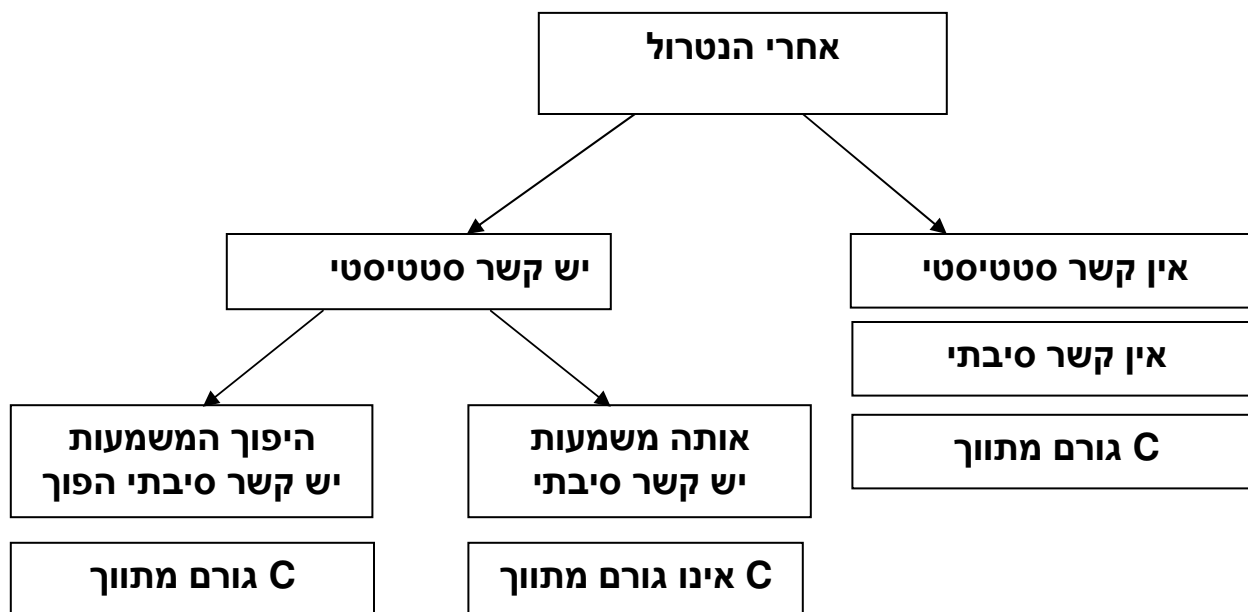 אחרי הנטרול
אין קשר סטטיסטי
יש קשר סטטיסטי
אין קשר סיבתי
C גורם מתווך
אותה משמעות
יש קשר סיבתי
היפוך המשמעות
יש קשר סיבתי הפוך
C אינו גורם מתווך
C גורם מתווך